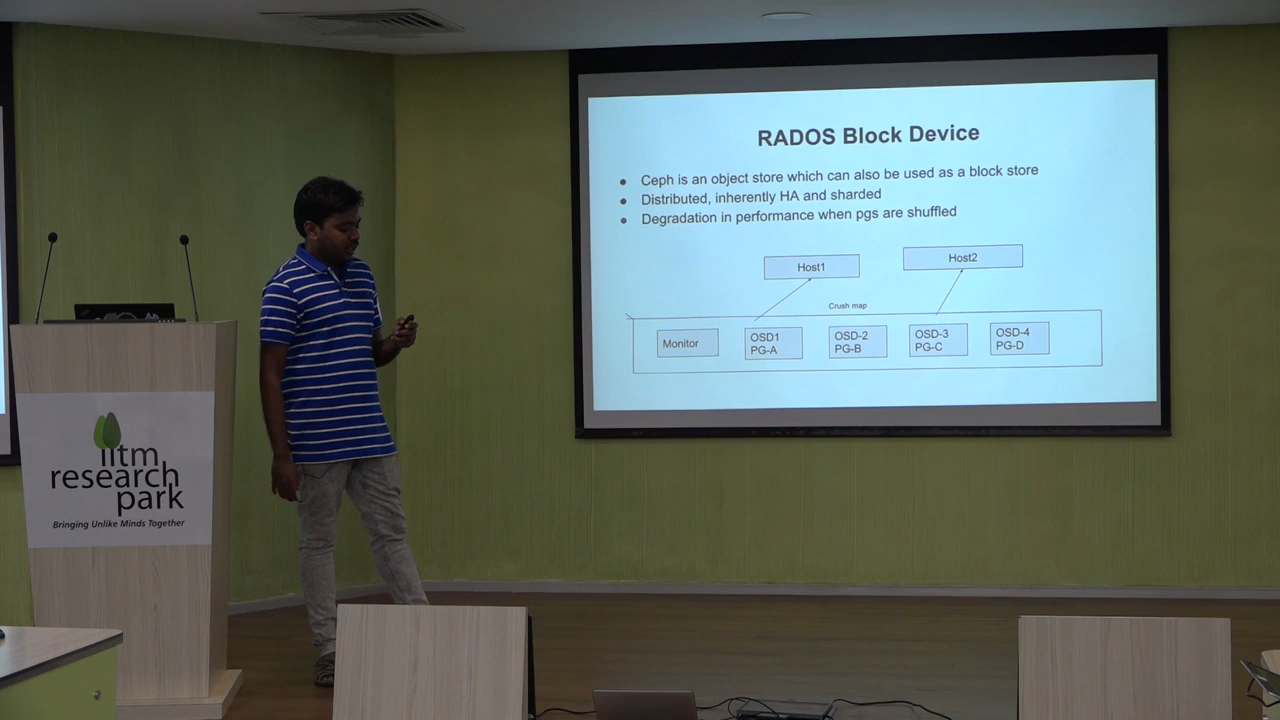 RADOS Block Device
● Ceph is an object store which can also be used as a block store
● Distributed, inherently HA and sharded
● Degradation in performance when pgs are shuffled
Host1
Host2
Crush map
Monitor
OSD1
PG-A
OSD-2
PG-B
OSD-3
PG-C
OSD-4
PG-D
iitm
research
park
Bringing Unlike Minds Together